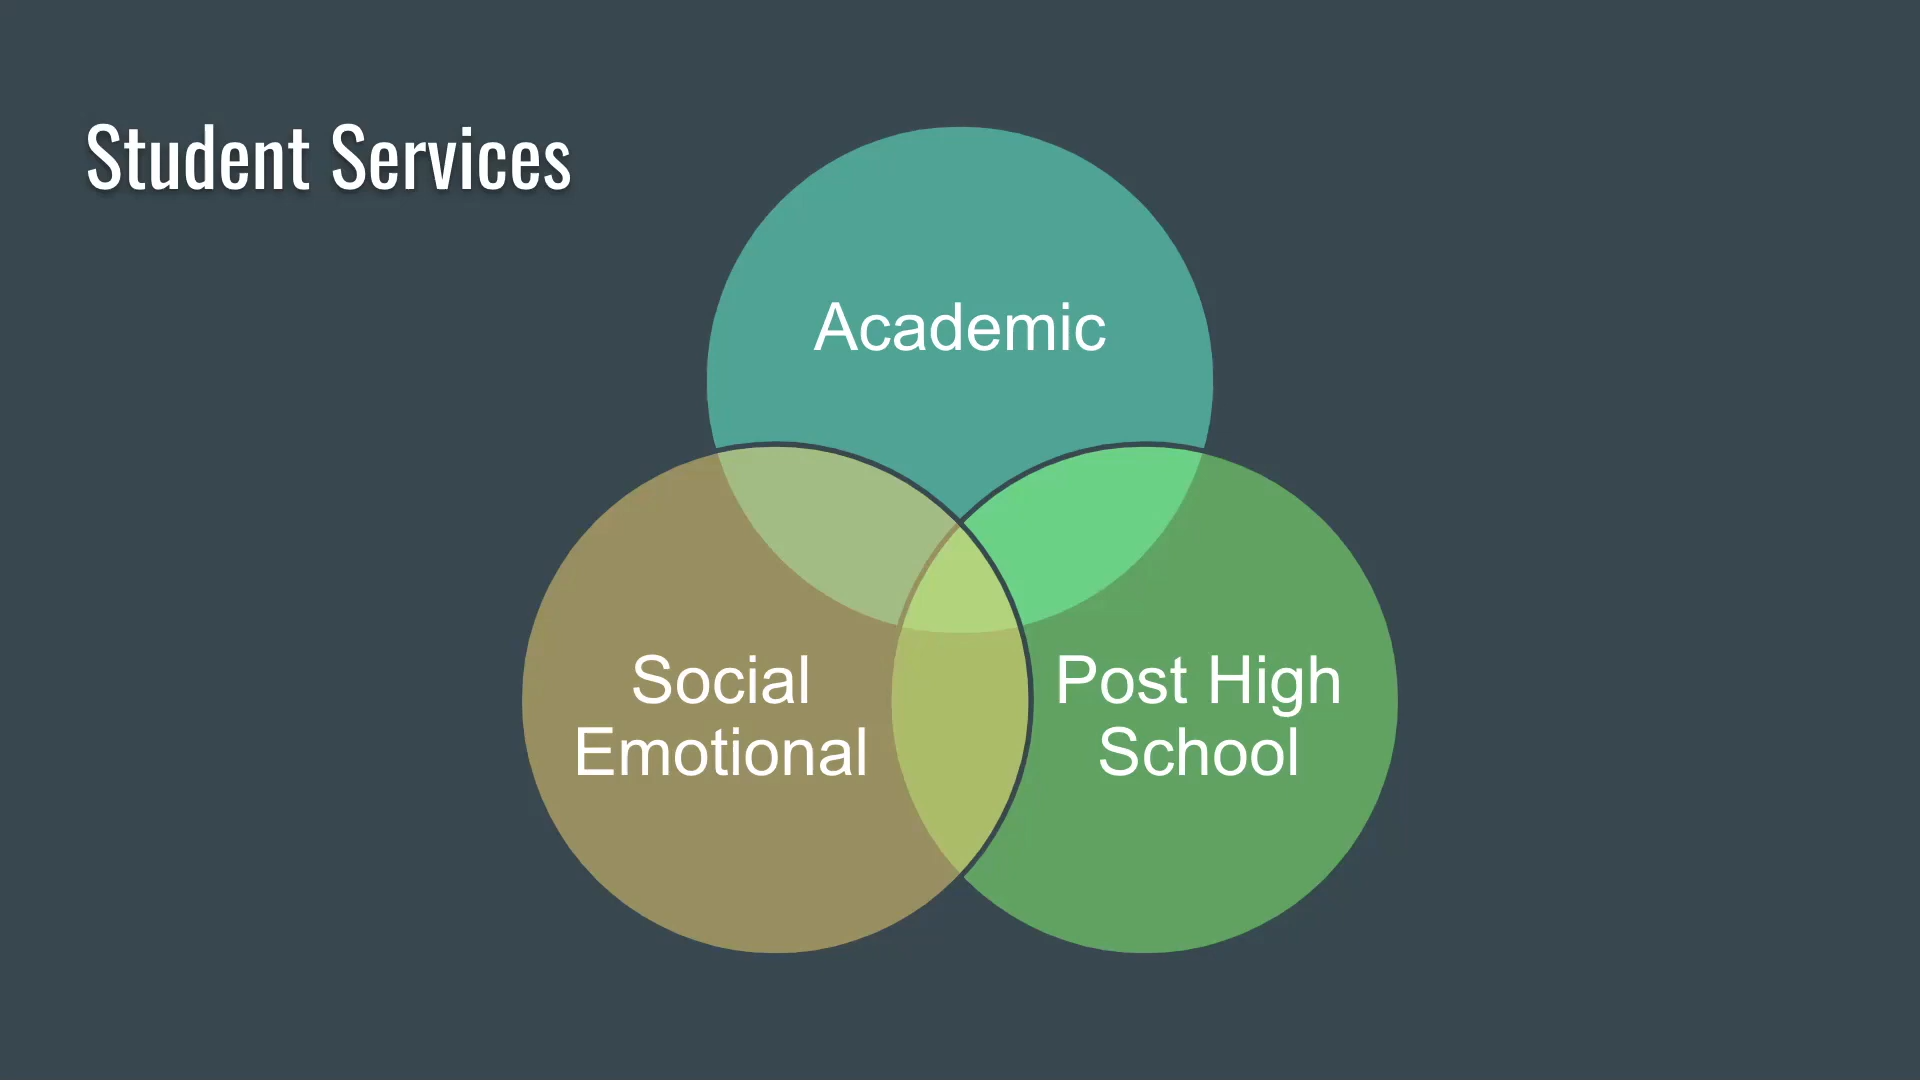 Student Services
Academic
Social
Emotional
Post High
School